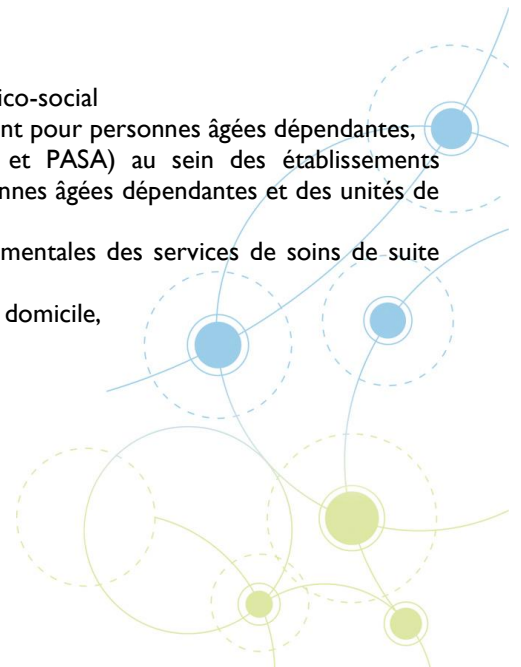 ico-social
nt pour personnes âgées dépendantes,
et PASA) au sein des établissements
nnes âgées dépendantes et des unités de
mentales des services de soins de suite
domicile,